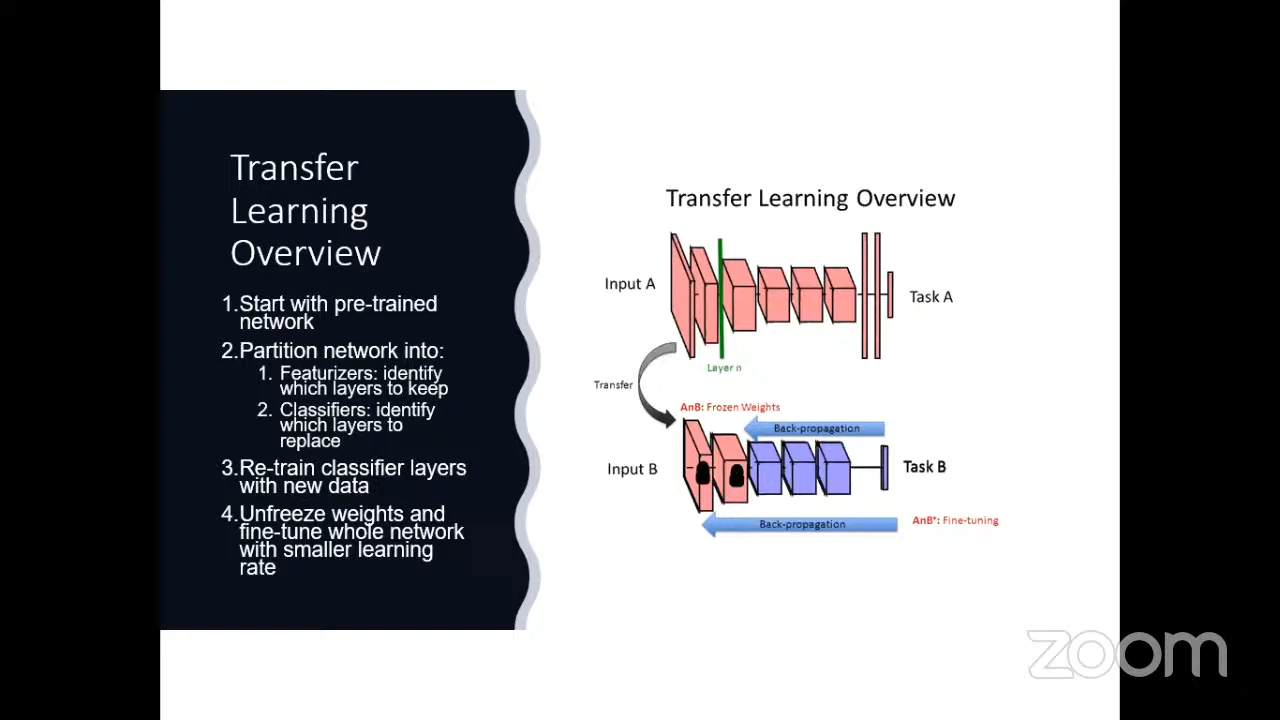 Transfer
Learning
Overview
1.Start with pre-trained
network
2.Partition network into:
1. Featurizers: identify
which layers to keep
2. Classifiers: identify
which layers to
replace
3.Re-train classifier layers
with new data
4.Unfreeze weights and
fine-tune whole network
with smaller learning
rate
Transfer Learning Overview
Input A
Task A
Layer n
Transfer
AnB: Frozen Weights
Back-propagation
Input B
Task B
Back-propagation
AnB*: Fine-tuning
zoom